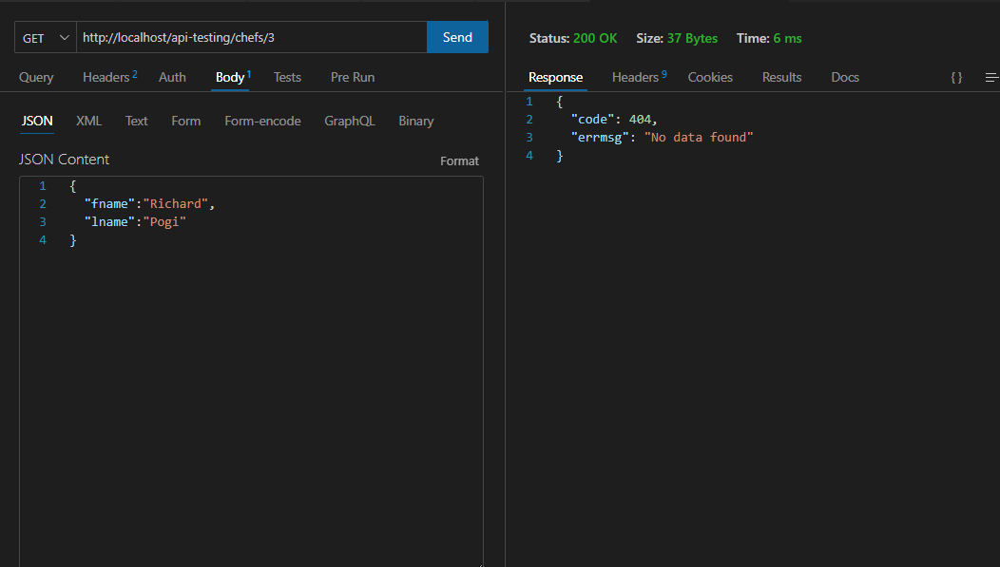 GET http://localhost/api-testing/chefs/3 Send
Query Headers 2 Auth Body 1 Tests Pre Run
JSON XML Text Form Form-encode GraphQL Binary
JSON Content Format
1 {
2 "fname":"Richard",
3 "lname":"Pogi"
4 }
Status: 200 OK Size: 37 Bytes Time: 6 ms
Response Headers 9 Cookies Results Docs {}
1 {
2 "code": 404,
3 "errmsg": "No data found"
4 }